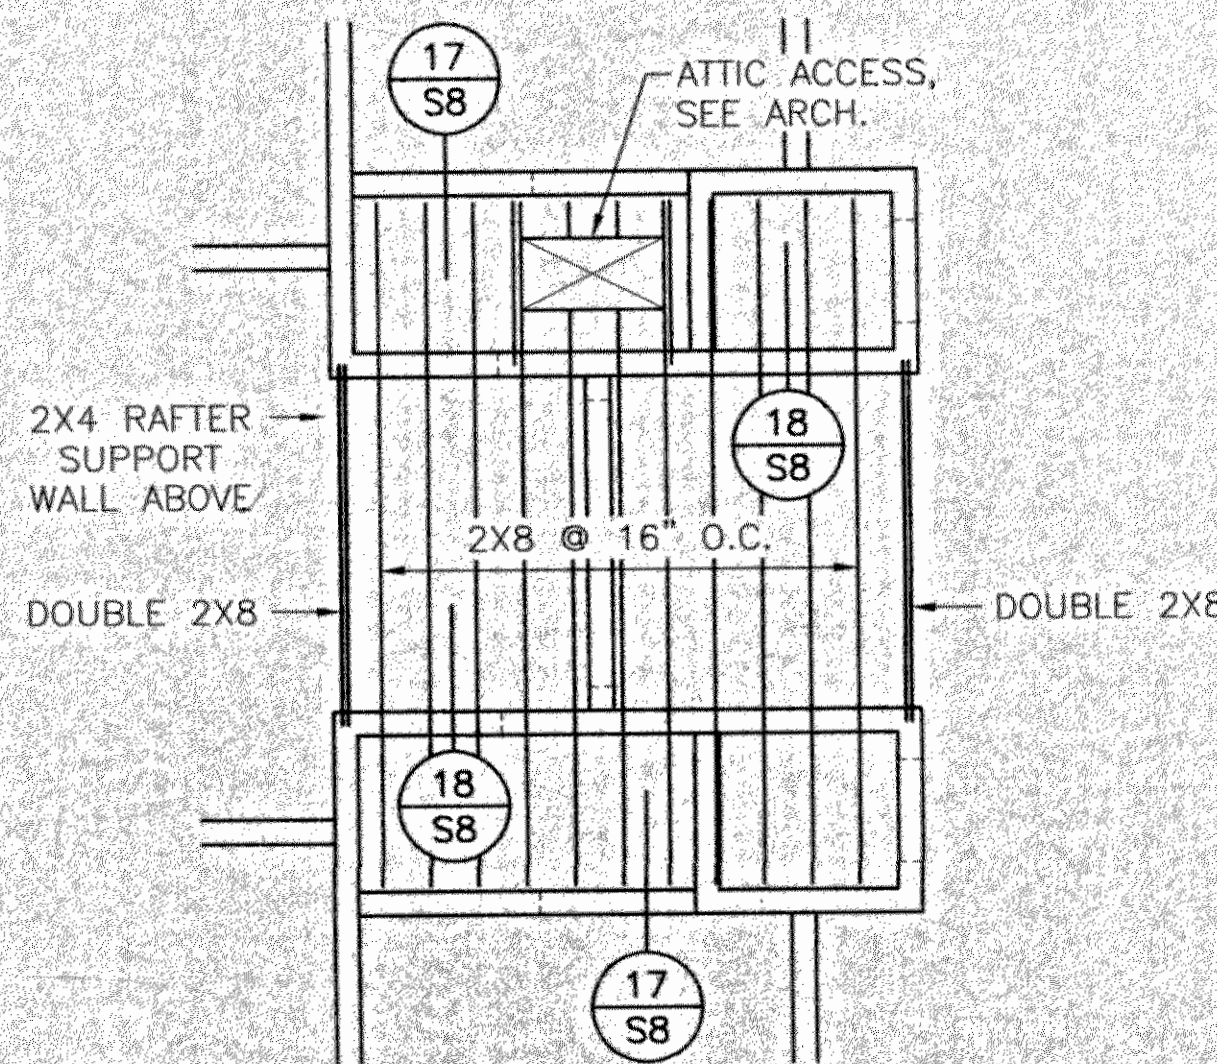 17
S8
ATTIC ACCESS,
SEE ARCH.
2X4 RAFTER
SUPPORT
WALL ABOVE
18
S8
2X8 @ 16" O.C.
DOUBLE 2X8
DOUBLE 2X8
18
S8
17
S8